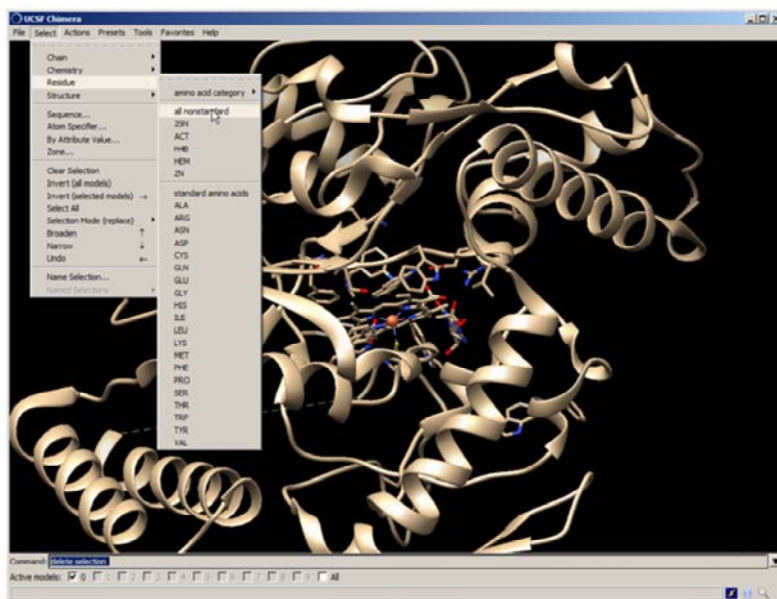 UCSF Chimera
File Select Actions Presets Tools Favorites Help
Chain
Chemistry
Residue
Structure
Sequence...
Atom Specifier...
By Attribute Value...
Zone...
Clear Selection
Invert (all models)
Invert (selected models) →
Select All
Selection Mode (replace)
Broaden ↑
Narrow ↓
Undo ←
Name Selection...
Named Selections
amino acid category
all nonstandard
ACT
H4B
HEM
ZN
standard amino acids
ALA
ARG
ASN
ASP
CYS
GLN
GLU
GLY
HIS
ILE
LEU
LYS
MET
PHE
PRO
SER
THR
TRP
TYR
VAL
Command: delete selection
Active models: 0 1 2 3 4 5 6 7 8 9 All